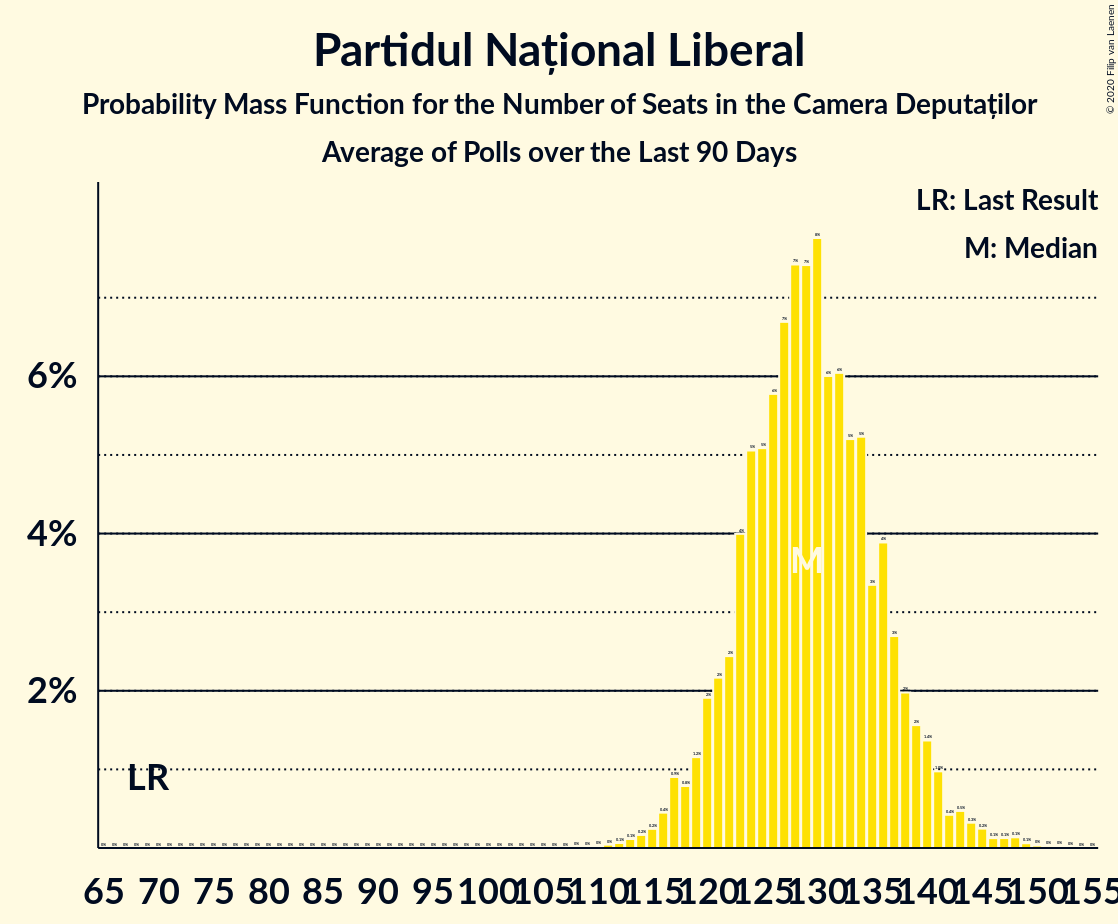 Partidul Național Liberal
Probability Mass Function for the Number of Seats in the Camera Deputaților
Average of Polls over the Last 90 Days
© 2020 Filip van Laenen
LR: Last Result
M: Median
6%
4%
2%
LR
M
65 70 75 80 85 90 95 100 105 110 115 120 125 130 135 140 145 150 155